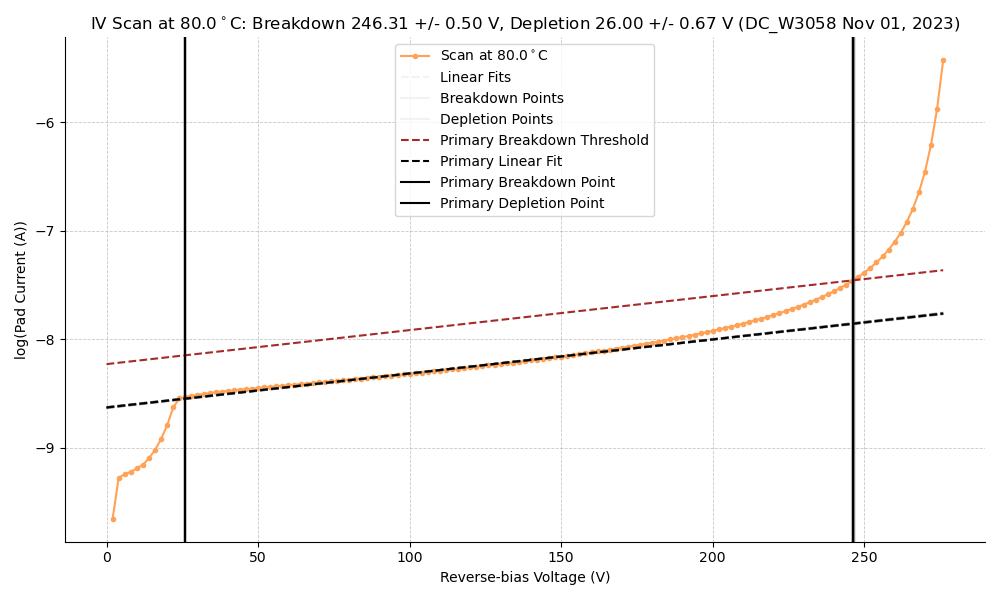 IV Scan at 80.0°C: Breakdown 246.31 +/- 0.50 V, Depletion 26.00 +/- 0.67 V (DC_W3058 Nov 01, 2023)
Scan at 80.0°C
Linear Fits
Breakdown Points
Depletion Points
Primary Breakdown Threshold
Primary Linear Fit
Primary Breakdown Point
Primary Depletion Point
log(Pad Current (A))
−6
−7
−8
−9
0 50 100 150 200 250
Reverse-bias Voltage (V)